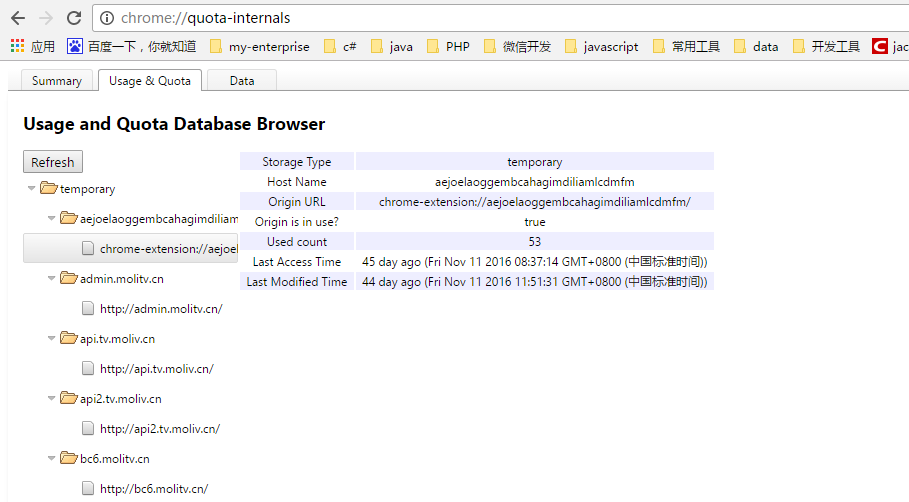 chrome://quota-internals
应用 百度一下，你就知道 my-enterprise c# java PHP 微信开发 javascript 常用工具 data 开发工具 jac
Summary Usage & Quota Data
Usage and Quota Database Browser
Refresh
temporary
aejoelaoggembcahagimdiliam
chrome-extension://aejoel
admin.molitv.cn
http://admin.molitv.cn/
api.tv.moliv.cn
http://api.tv.moliv.cn/
api2.tv.moliv.cn
http://api2.tv.moliv.cn/
bc6.molitv.cn
http://bc6.molitv.cn/
Storage Type temporary
Host Name aejoelaoggembcahagimdiliamlcdmfm
Origin URL chrome-extension://aejoelaoggembcahagimdiliamlcdmfm/
Origin is in use? true
Used count 53
Last Access Time 45 day ago (Fri Nov 11 2016 08:37:14 GMT+0800 (中国标准时间))
Last Modified Time 44 day ago (Fri Nov 11 2016 11:51:31 GMT+0800 (中国标准时间))